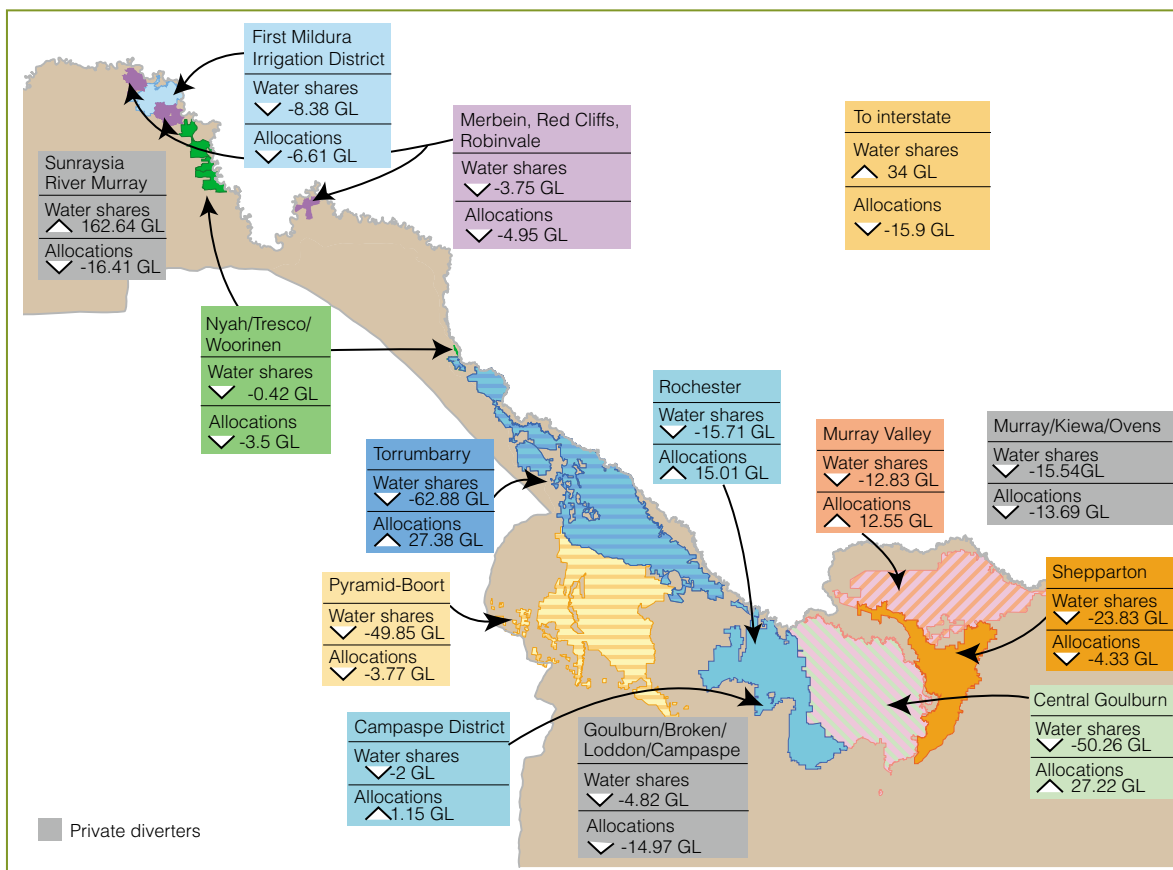 First Mildura
Irrigation District
Water shares
-8.38 GL
Allocations
-6.61 GL
Merbein, Red Cliffs,
Robinvale
Water shares
-3.75 GL
Allocations
-4.95 GL
To interstate
Water shares
34 GL
Allocations
-15.9 GL
Sunraysia
River Murray
Water shares
162.64 GL
Allocations
-16.41 GL
Nyah/Tresco/
Woorinen
Water shares
-0.42 GL
Allocations
-3.5 GL
Rochester
Water shares
-15.71 GL
Allocations
15.01 GL
Murray Valley
Water shares
-12.83 GL
Allocations
12.55 GL
Murray/Kiewa/Ovens
Water shares
-15.54GL
Allocations
-13.69 GL
Torrumbarry
Water shares
-62.88 GL
Allocations
27.38 GL
Pyramid-Boort
Water shares
-49.85 GL
Allocations
-3.77 GL
Shepparton
Water shares
-23.83 GL
Allocations
-4.33 GL
Campaspe District
Water shares
-2 GL
Allocations
1.15 GL
Goulburn/Broken/
Loddon/Campaspe
Water shares
-4.82 GL
Allocations
-14.97 GL
Central Goulburn
Water shares
-50.26 GL
Allocations
27.22 GL
Private diverters